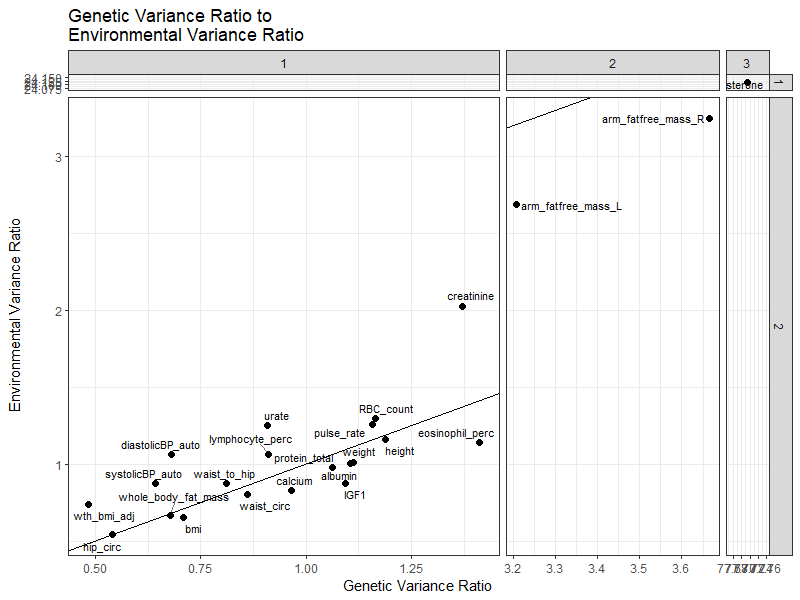 Genetic Variance Ratio to
Environmental Variance Ratio
1
2
3
1
24.075
sterone
2
3
2
1
Environmental Variance Ratio
arm_fatfree_mass_R
arm_fatfree_mass_L
creatinine
RBC_count
urate
pulse_rate
eosinophil_perc
lymphocyte_perc
diastolicBP_auto
height
weight
protein_total
albumin
systolicBP_auto
waist_to_hip
calcium
IGF1
whole_body_fat_mass
waist_circ
wth_bmi_adj
bmi
hip_circ
0.50
0.75
1.00
1.25
3.2
3.3
3.4
3.5
3.6
Genetic Variance Ratio